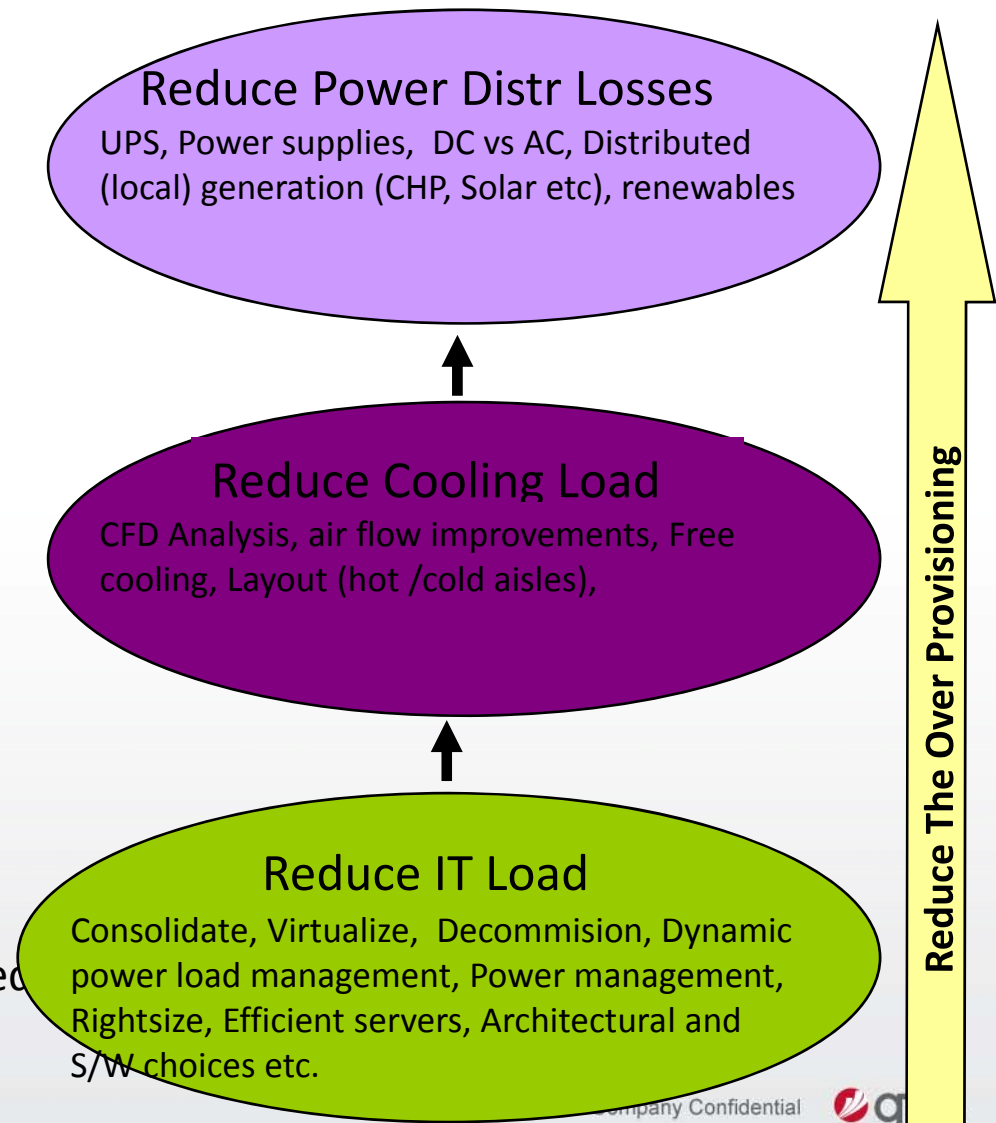 Reduce Power Distr Losses
UPS, Power supplies, DC vs AC, Distributed
(local) generation (CHP, Solar etc), renewables
Reduce Cooling Load
CFD Analysis, air flow improvements, Free
cooling, Layout (hot /cold aisles),
Reduce The Over Provisioning
Reduce IT Load
Consolidate, Virtualize, Decommision, Dynamic
power load management, Power management,
Rightsize, Efficient servers, Architectural and
S/W choices etc.
Confidential